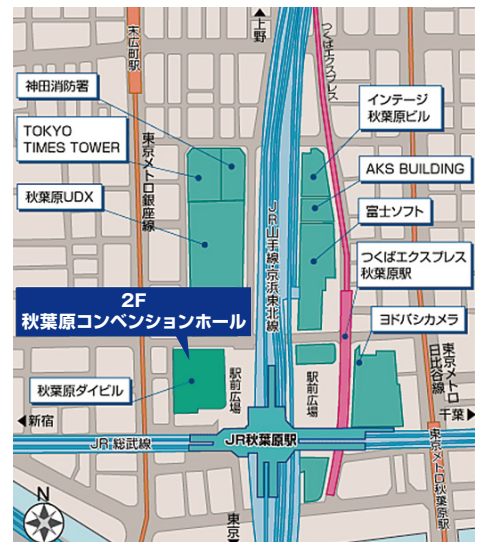 ▲
上野
末広町駅
つくばエクスプレス
神田消防署
TOKYO
TIMES TOWER
東京メトロ銀座線
秋葉原UDX
インテージ
秋葉原ビル
AKS BUILDING
富士ソフト
JR山手線・京浜東北線
つくばエクスプレス
秋葉原駅
2F
秋葉原コンベンションホール
ヨドバシカメラ
駅前広場
駅前広場
東京メトロ
日比谷線
秋葉原ダイビル
◀新宿
千葉▶
JR 総武線
JR秋葉原駅
東京メトロ秋葉原駅
N
東京▼